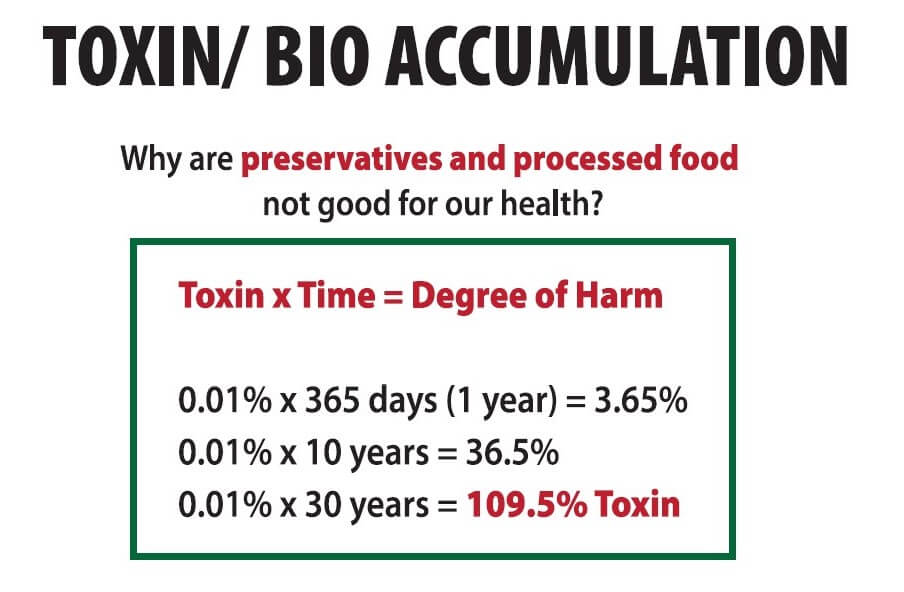 TOXIN/ BIO ACCUMULATION
Why are preservatives and processed food
not good for our health?
Toxin x Time = Degree of Harm
0.01% x 365 days (1 year) = 3.65%
0.01% x 10 years = 36.5%
0.01% x 30 years = 109.5% Toxin